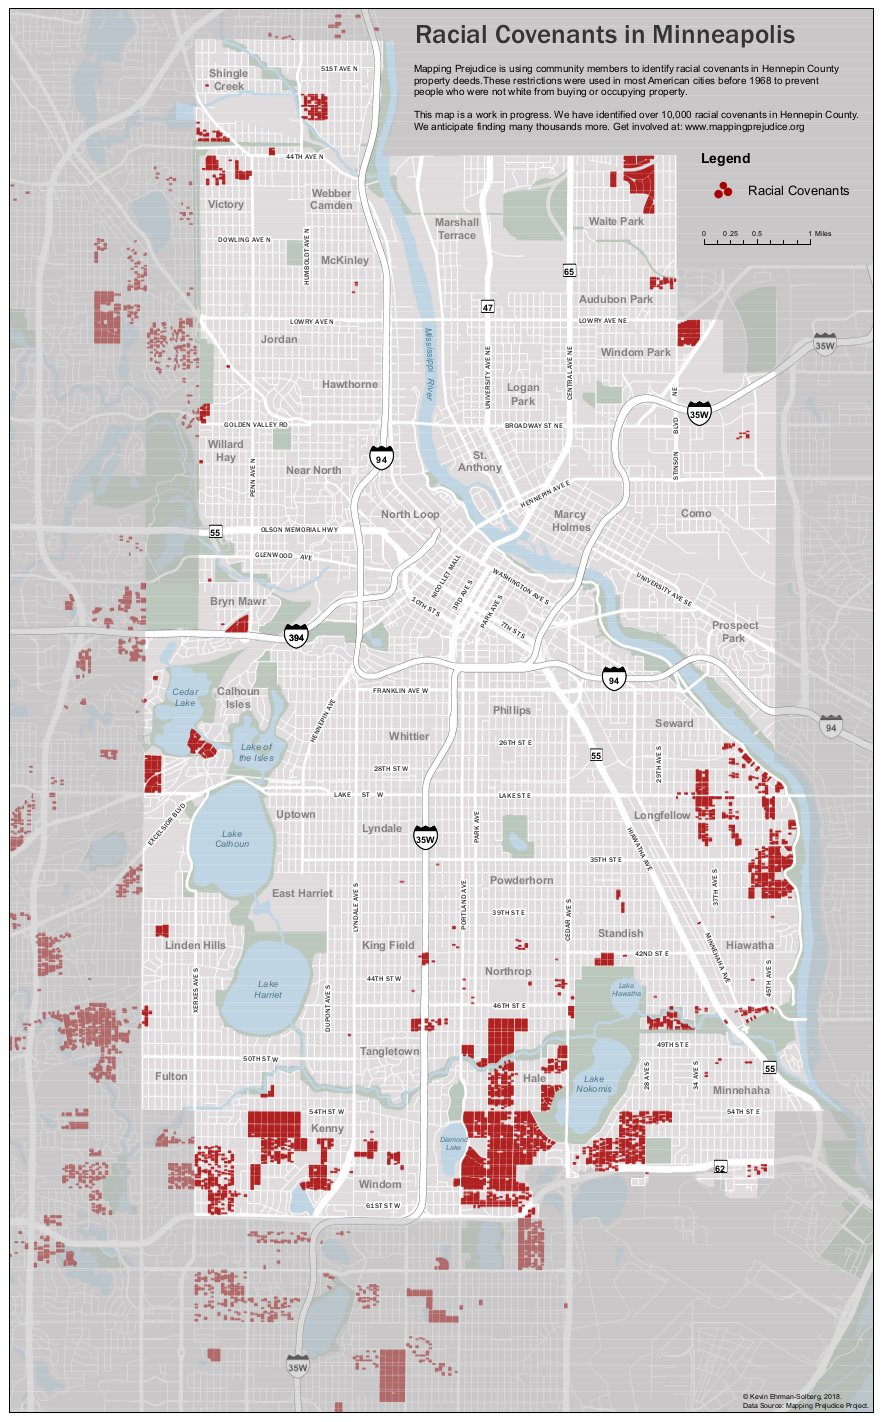 Racial Covenants in Minneapolis
Mapping Prejudice is using community members to identify racial covenants in Hennepin County
property deeds.These restrictions were used in most American cities before 1968 to prevent
people who were not white from buying or occupying property.
This map is a work in progress. We have identified over 10,000 racial covenants in Hennepin County.
We anticipate finding many thousands more. Get involved at: www.mappingprejudice.org
Legend
Racial Covenants
0 0.25 0.5 1 Miles
51ST AVE N
Shingle
Creek
44TH AVE N
Webber
Camden
Victory
Marshall
Terrace
Waite Park
DOWLING AVE N
HUMBOLDT AVE N
McKinley
65
Audubon Park
47
LOWRY AVE N
LOWRY AVE NE
Jordan
Mississippi River
35W
Windom Park
UNIVERSITY AVE NE
CENTRAL AVE NE
Hawthorne
Logan
Park
STINSON BLVD NE
35W
GOLDEN VALLEY RD
BROADWAY ST NE
Willard
Hay
94
St.
Anthony
PENN AVE N
Near North
HENNEPIN AVE E
North Loop
Marcy
Holmes
Como
55
OLSON MEMORIAL HWY
GLENWOOD AVE
NICOLLET MALL
3RD AVE S
PARK AVE S
WASHINGTON AVE S
UNIVERSITY AVE SE
10TH ST S
7TH ST S
Bryn Mawr
Prospect
Park
394
94
FRANKLIN AVE W
Cedar
Lake
Calhoun
Isles
HENNEPIN AVE
Phillips
Seward
94
Whittier
Lake of
the Isles
26TH ST E
55
29TH AVE S
28TH ST W
LAKE ST W
LAKE ST E
EXCELSIOR BLVD
Uptown
Longfellow
Lake
Calhoun
Lyndale
35W
PARK AVE
HIAWATHA AVE
35TH ST E
Powderhorn
37TH AVE S
East Harriet
LYNDALE AVE S
PORTLAND AVE
39TH ST E
CEDAR AVE S
Standish
MINNEHAHA AVE
Linden Hills
King Field
42ND ST E
Hiawatha
XERXES AVE S
44TH ST W
Northrop
45TH AVE S
Lake
Harriet
DUPONT AVE S
Lake
Hiawatha
46TH ST E
49TH ST E
50TH ST W
Tangletown
55
Fulton
Hale
Lake
Nokomis
28 AVE S
34 AVE S
Minnehaha
54TH ST W
54TH ST E
Kenny
Diamond
Lake
62
Windom
61ST ST W
35W
© Kevin Ehrman-Solberg, 2018.
Data Source: Mapping Prejudice Project.